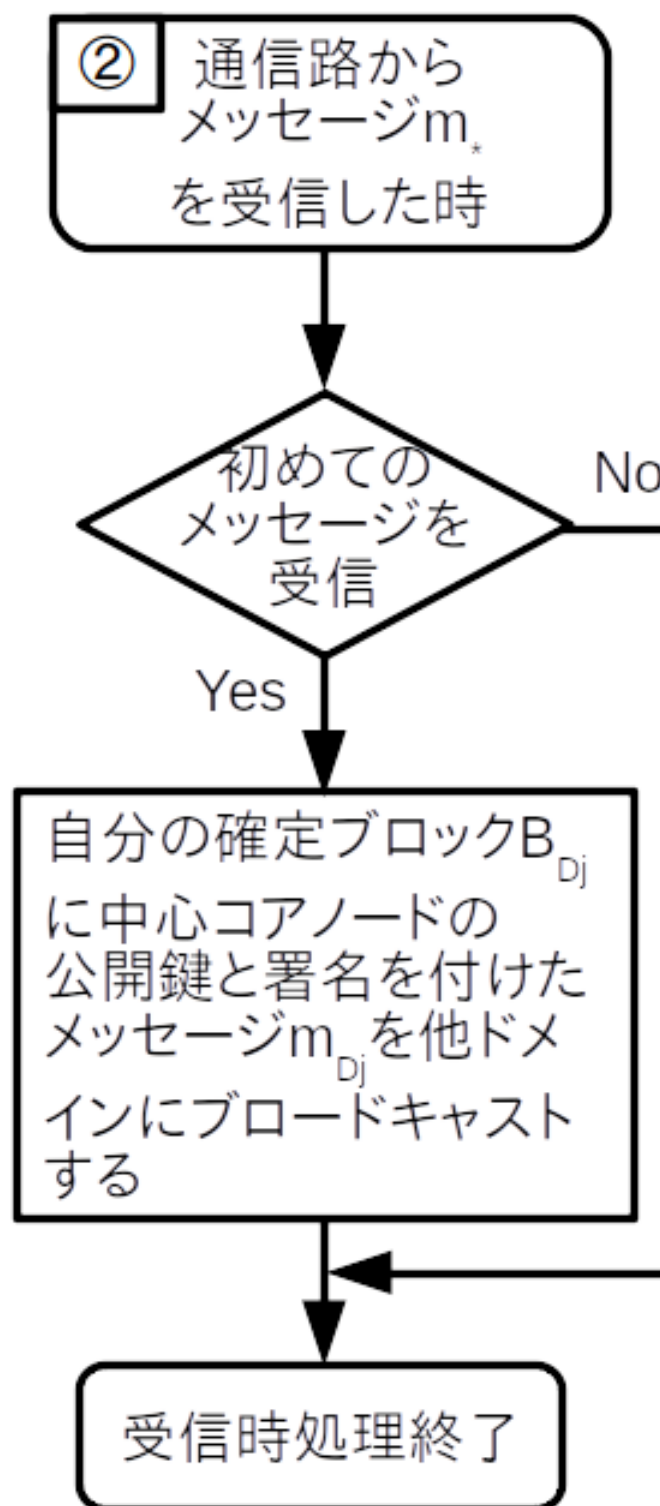 ② 通信路から
メッセージm*
を受信した時
初めての
メッセージを
受信
No
Yes
自分の確定ブロックBDj
に中心コアノードの
公開鍵と署名を付けた
メッセージmDjを他ドメ
インにブロードキャスト
する
受信時処理終了